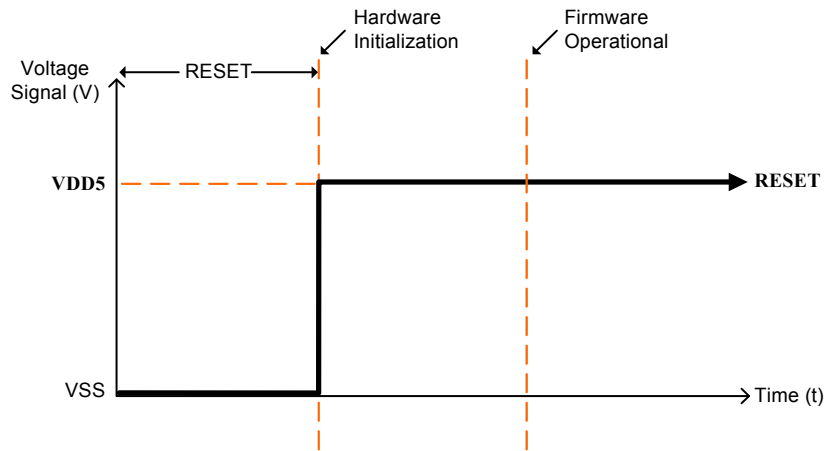 Hardware
Initialization
Firmware
Operational
Voltage
Signal (V)
RESET
VDD5
RESET
VSS
Time (t)